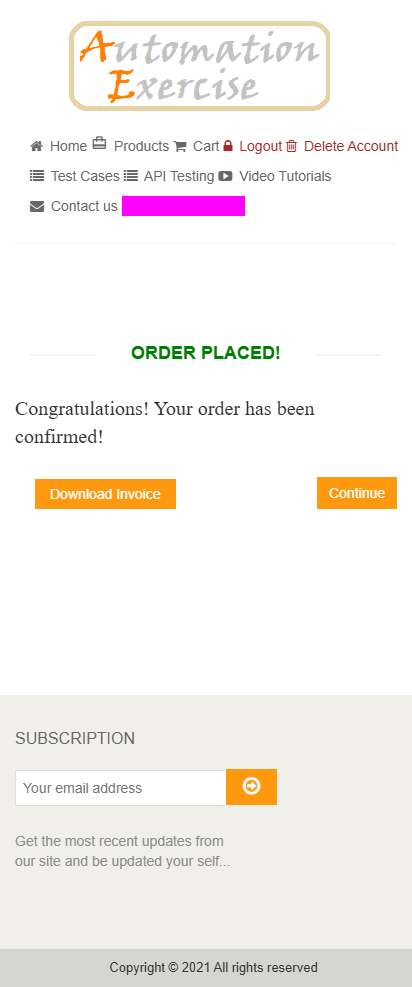 Automation
Exercise
Home Products Cart Logout Delete Account
Test Cases API Testing Video Tutorials
Contact us
ORDER PLACED!
Congratulations! Your order has been
confirmed!
Download Invoice Continue
SUBSCRIPTION
Your email address
Get the most recent updates from
our site and be updated your self...
Copyright © 2021 All rights reserved